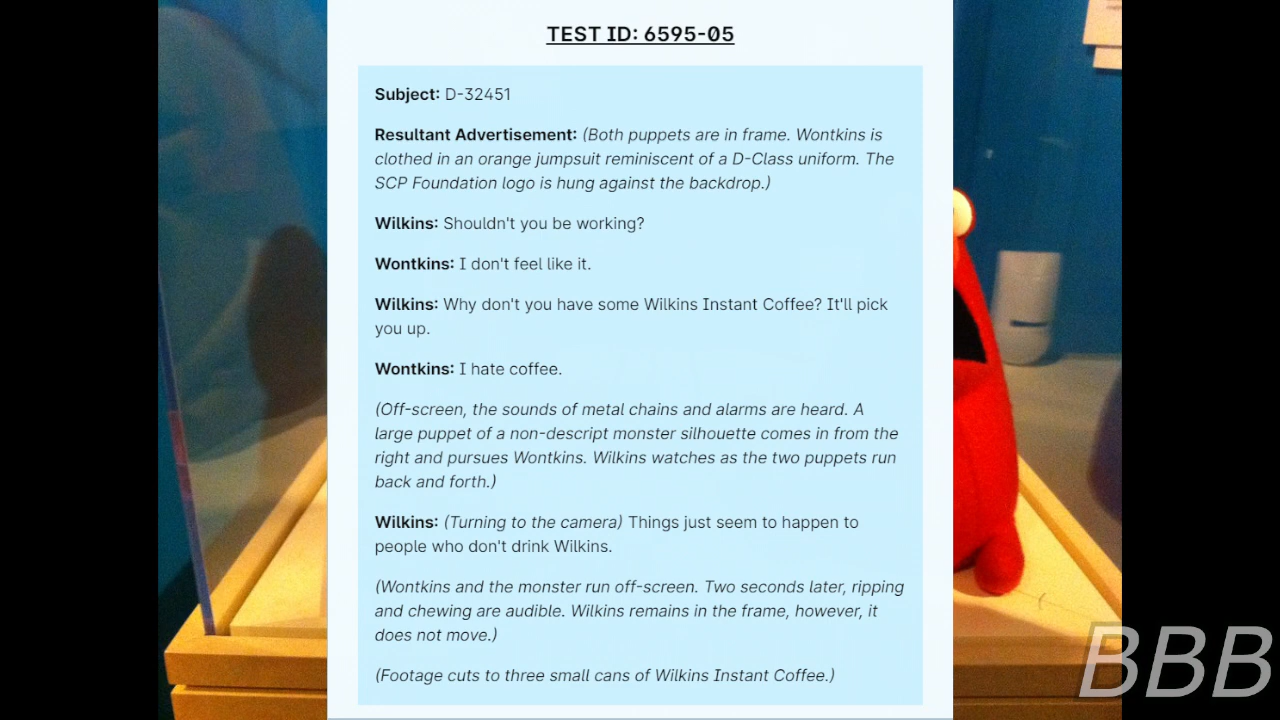 TEST ID: 6595-05
Subject: D-32451
Resultant Advertisement: (Both puppets are in frame. Wontkins is
clothed in an orange jumpsuit reminiscent of a D-Class uniform. The
SCP Foundation logo is hung against the backdrop.)
Wilkins: Shouldn't you be working?
Wontkins: I don't feel like it.
Wilkins: Why don't you have some Wilkins Instant Coffee? It'll pick
you up.
Wontkins: I hate coffee.
(Off-screen, the sounds of metal chains and alarms are heard. A
large puppet of a non-descript monster silhouette comes in from the
right and pursues Wontkins. Wilkins watches as the two puppets run
back and forth.)
Wilkins: (Turning to the camera) Things just seem to happen to
people who don't drink Wilkins.
(Wontkins and the monster run off-screen. Two seconds later, ripping
and chewing are audible. Wilkins remains in the frame, however, it
does not move.)
(Footage cuts to three small cans of Wilkins Instant Coffee.)
BBB